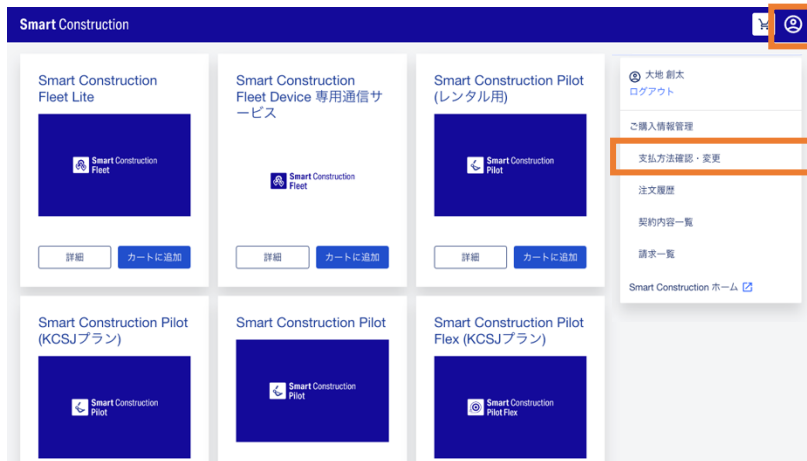 Smart Construction
Smart Construction
Fleet Lite
Smart Construction
Fleet
詳細
カートに追加
Smart Construction
Fleet Device 専用通信サ
ービス
Smart Construction
Fleet
詳細
カートに追加
Smart Construction Pilot
(レンタル用)
Smart Construction
Pilot
詳細
カートに追加
大地 創太
ログアウト
ご購入情報管理
支払方法確認・変更
注文履歴
契約内容一覧
請求一覧
Smart Construction ホーム
Smart Construction Pilot
(KCSJプラン)
Smart Construction
Pilot
Smart Construction Pilot
Smart Construction
Pilot
Smart Construction Pilot
Flex (KCSJプラン)
Smart Construction
Pilot Flex